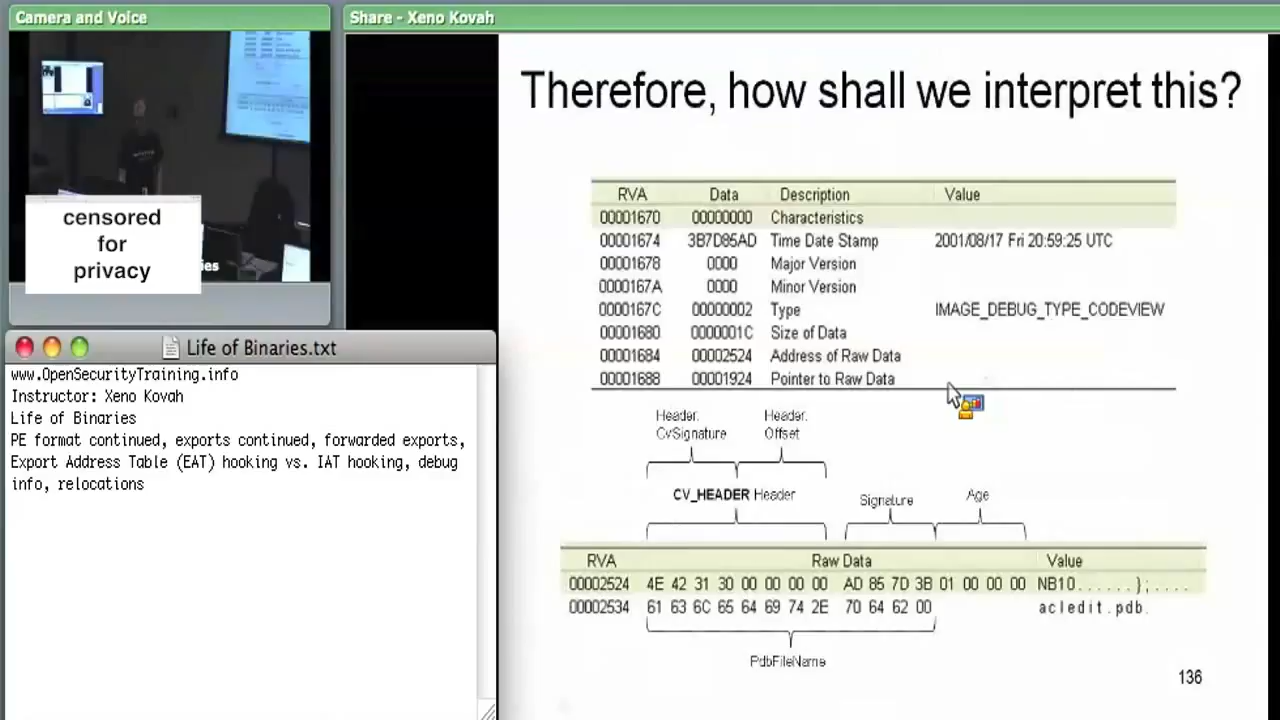 Camera and Voice
Share - Xeno Kovah
censored
for
privacy
ies
Life of Binaries.txt
www.OpenSecurityTraining.info
Instructor: Xeno Kovah
Life of Binaries
PE format continued, exports continued, forwarded exports,
Export Address Table (EAT) hooking vs. IAT hooking, debug
info, relocations
Therefore, how shall we interpret this?
RVA Data Description Value
00001670 00000000 Characteristics
00001674 3B7D85AD Time Date Stamp 2001/08/17 Fri 20:59:25 UTC
00001678 0000 Major Version
0000167A 0000 Minor Version
0000167C 00000002 Type IMAGE_DEBUG_TYPE_CODEVIEW
00001680 0000001C Size of Data
00001684 00002524 Address of Raw Data
00001688 00001924 Pointer to Raw Data
Header. Header.
CvSignature Offset
CV_HEADER Header Signature Age
RVA Raw Data Value
00002524 4E 42 31 30 00 00 00 00 AD 85 7D 3B 01 00 00 00 NB10......};....
00002534 61 63 6C 65 64 69 74 2E 70 64 62 00 acledit.pdb.
PdbFileName
136